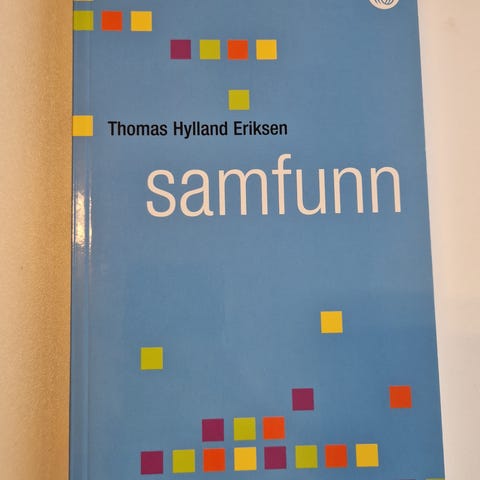 Thomas Hylland Eriksen
samfunn